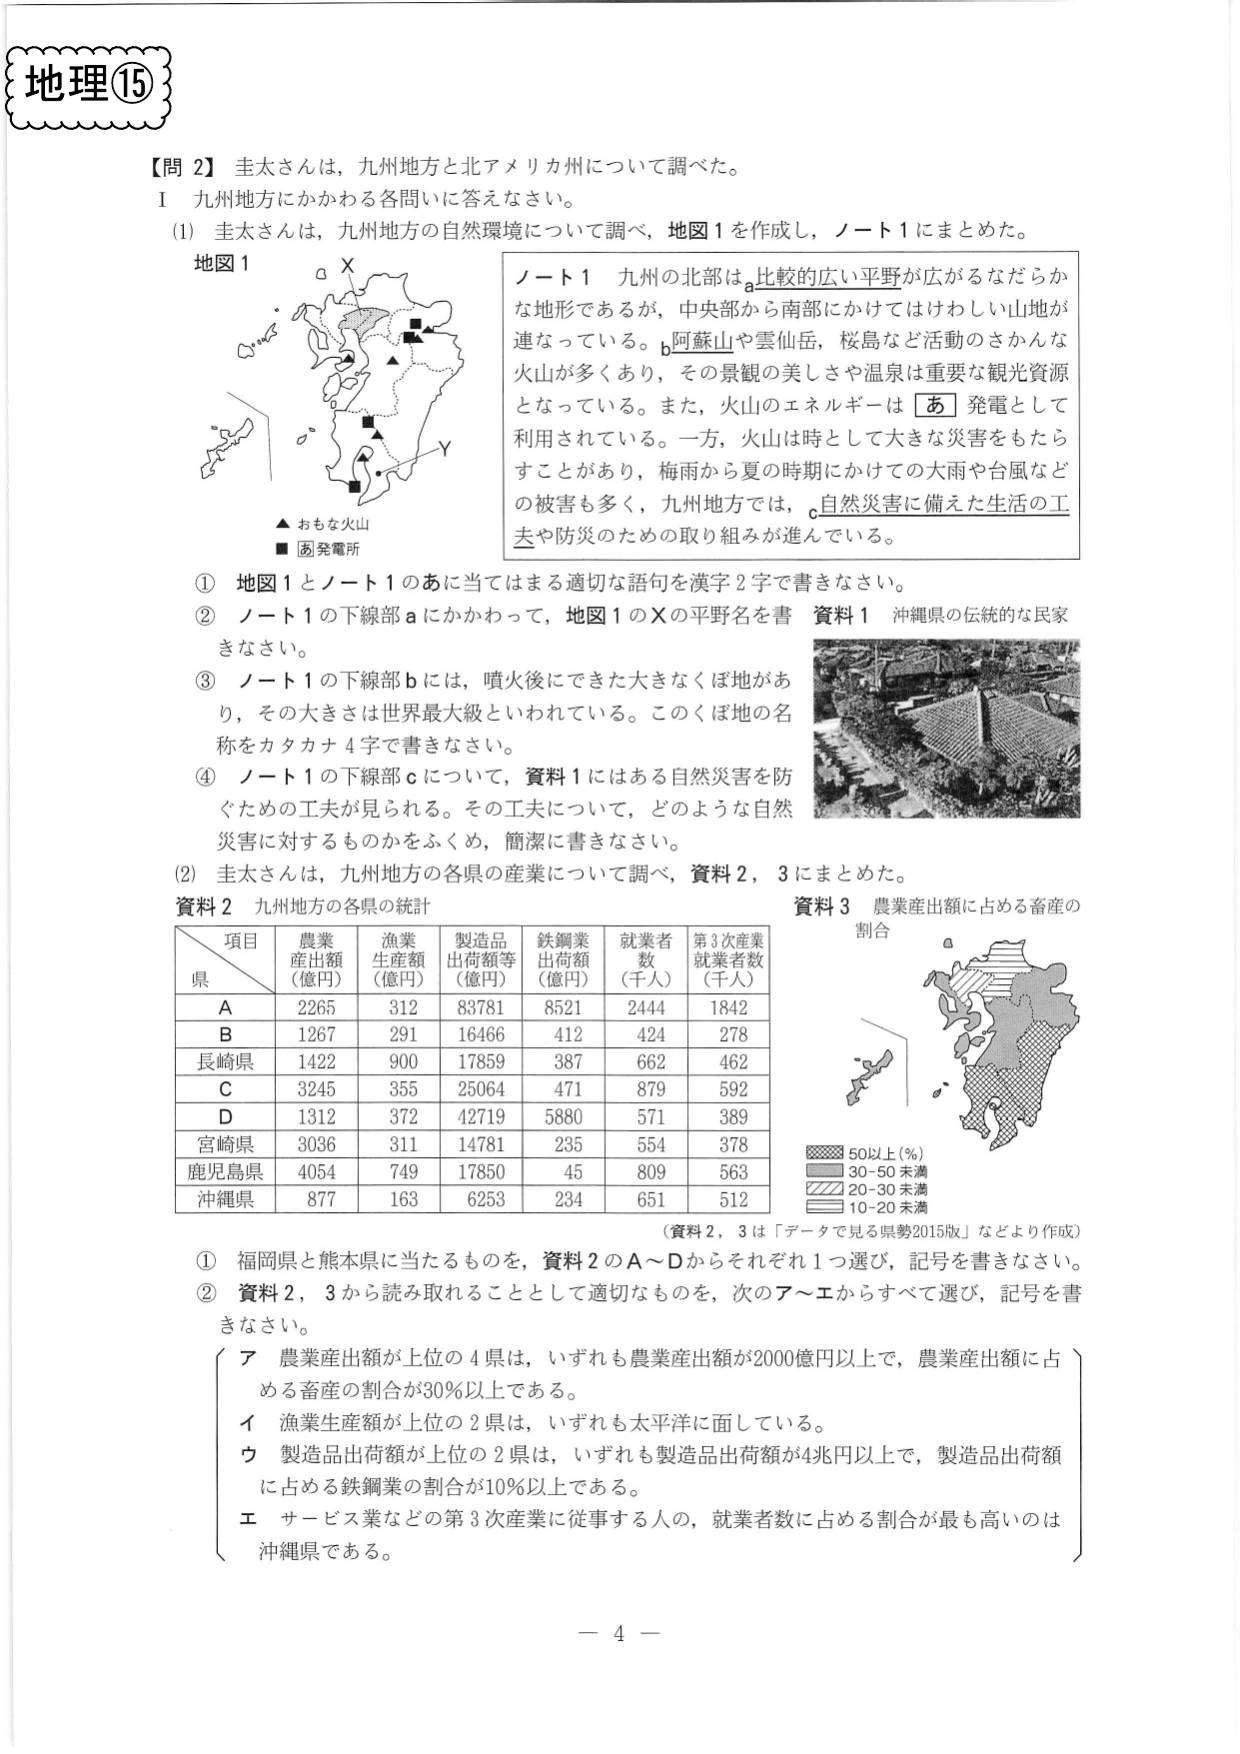 地理⑮
【問 2】 圭太さんは，九州地方と北アメリカ州について調べた。
Ⅰ 九州地方にかかわる各問いに答えなさい。
⑴ 圭太さんは，九州地方の自然環境について調べ，地図1を作成し，ノート1にまとめた。
地図1
X
Y
▲ おもな火山
■ あ発電所
ノート1 九州の北部はa比較的広い平野が広がるなだらか
な地形であるが，中央部から南部にかけてはけわしい山地が
連なっている。b阿蘇山や雲仙岳，桜島など活動のさかんな
火山が多くあり，その景観の美しさや温泉は重要な観光資源
となっている。また，火山のエネルギーは あ 発電として
利用されている。一方，火山は時として大きな災害をもたら
すことがあり，梅雨から夏の時期にかけての大雨や台風など
の被害も多く，九州地方では，c自然災害に備えた生活の工
夫や防災のための取り組みが進んでいる。
① 地図1とノート1のあに当てはまる適切な語句を漢字2字で書きなさい。
② ノート1の下線部aにかかわって，地図1のXの平野名を書
きなさい。
③ ノート1の下線部bには，噴火後にできた大きなくぼ地があ
り，その大きさは世界最大級といわれている。このくぼ地の名
称をカタカナ4字で書きなさい。
④ ノート1の下線部cについて，資料1にはある自然災害を防
ぐための工夫が見られる。その工夫について，どのような自然
災害に対するものかをふくめ，簡潔に書きなさい。
資料1 沖縄県の伝統的な民家
⑵ 圭太さんは，九州地方の各県の産業について調べ，資料2，3にまとめた。
資料2 九州地方の各県の統計
項目 県 農業産出額（億円） 漁業生産額（億円） 製造品出荷額等（億円） 鉄鋼業出荷額（億円） 就業者数（千人） 第3次産業就業者数（千人）
A 2265 312 83781 8521 2444 1842
B 1267 291 16466 412 424 278
長崎県 1422 900 17859 387 662 462
C 3245 355 25064 471 879 592
D 1312 372 42719 5880 571 389
宮崎県 3036 311 14781 235 554 378
鹿児島県 4054 749 17850 45 809 563
沖縄県 877 163 6253 234 651 512
資料3 農業産出額に占める畜産の
割合
50以上(%)
30-50 未満
20-30 未満
10-20 未満
（資料2，3は「データで見る県勢2015版」などより作成）
① 福岡県と熊本県に当たるものを，資料2のA～Dからそれぞれ1つ選び，記号を書きなさい。
② 資料2，3から読み取れることとして適切なものを，次のア～エからすべて選び，記号を書
きなさい。
ア 農業産出額が上位の4県は，いずれも農業産出額が2000億円以上で，農業産出額に占
める畜産の割合が30%以上である。
イ 漁業生産額が上位の2県は，いずれも太平洋に面している。
ウ 製造品出荷額が上位の2県は，いずれも製造品出荷額が4兆円以上で，製造品出荷額
に占める鉄鋼業の割合が10%以上である。
エ サービス業などの第3次産業に従事する人の，就業者数に占める割合が最も高いのは
沖縄県である。
― 4 ―